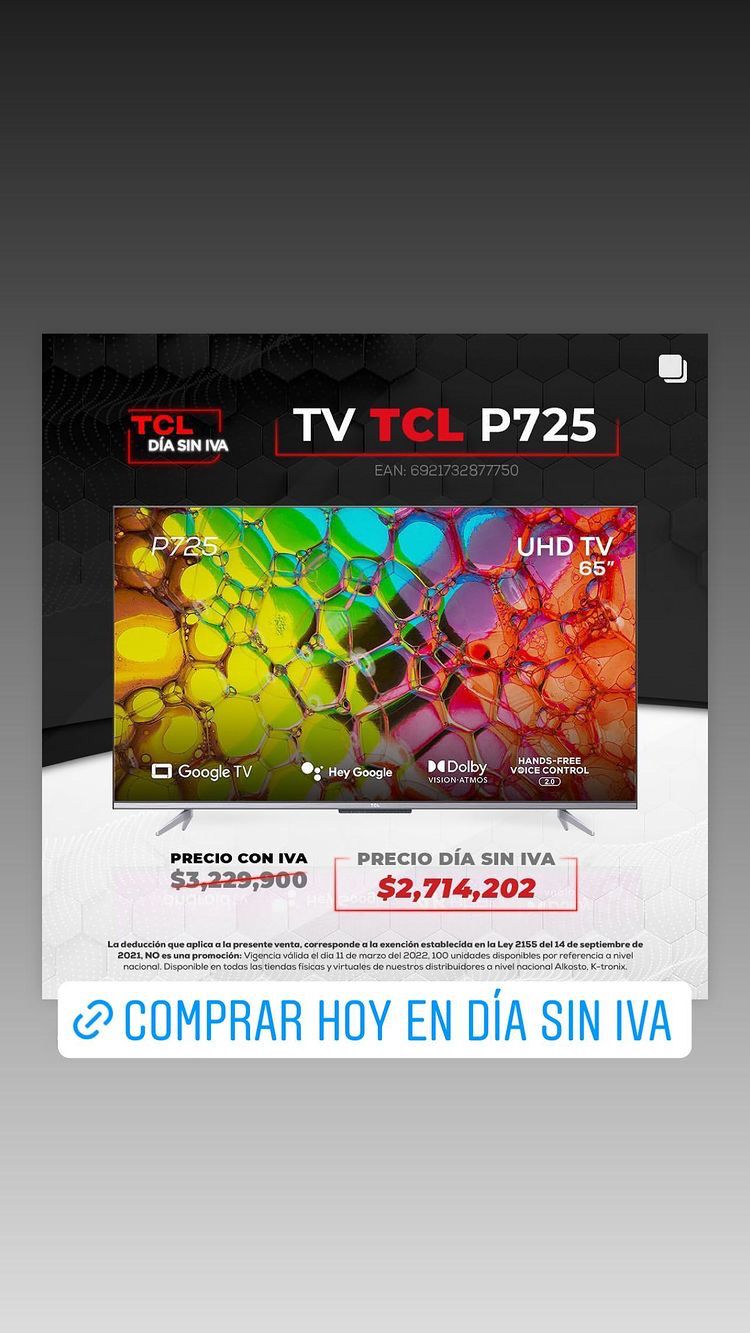 TCL
DÍA SIN IVA
TV TCL P725
EAN: 6921732877750
P725
UHD TV
65”
Google TV
Hey Google
Dolby
VISION·ATMOS
HANDS-FREE
VOICE CONTROL
2.0
TCL
PRECIO CON IVA
$3,229,900
PRECIO DÍA SIN IVA
$2,714,202
La deducción que aplica a la presente venta, corresponde a la exención establecida en la Ley 2155 del 14 de septiembre de
2021, NO es una promoción: Vigencia válida el dia 11 de marzo del 2022, 100 unidades disponibles por referencia a nivel
nacional. Disponible en todas las tiendas físicas y virtuales de nuestros distribuidores a nivel nacional Alkosto, K-tronix.
COMPRAR HOY EN DÍA SIN IVA